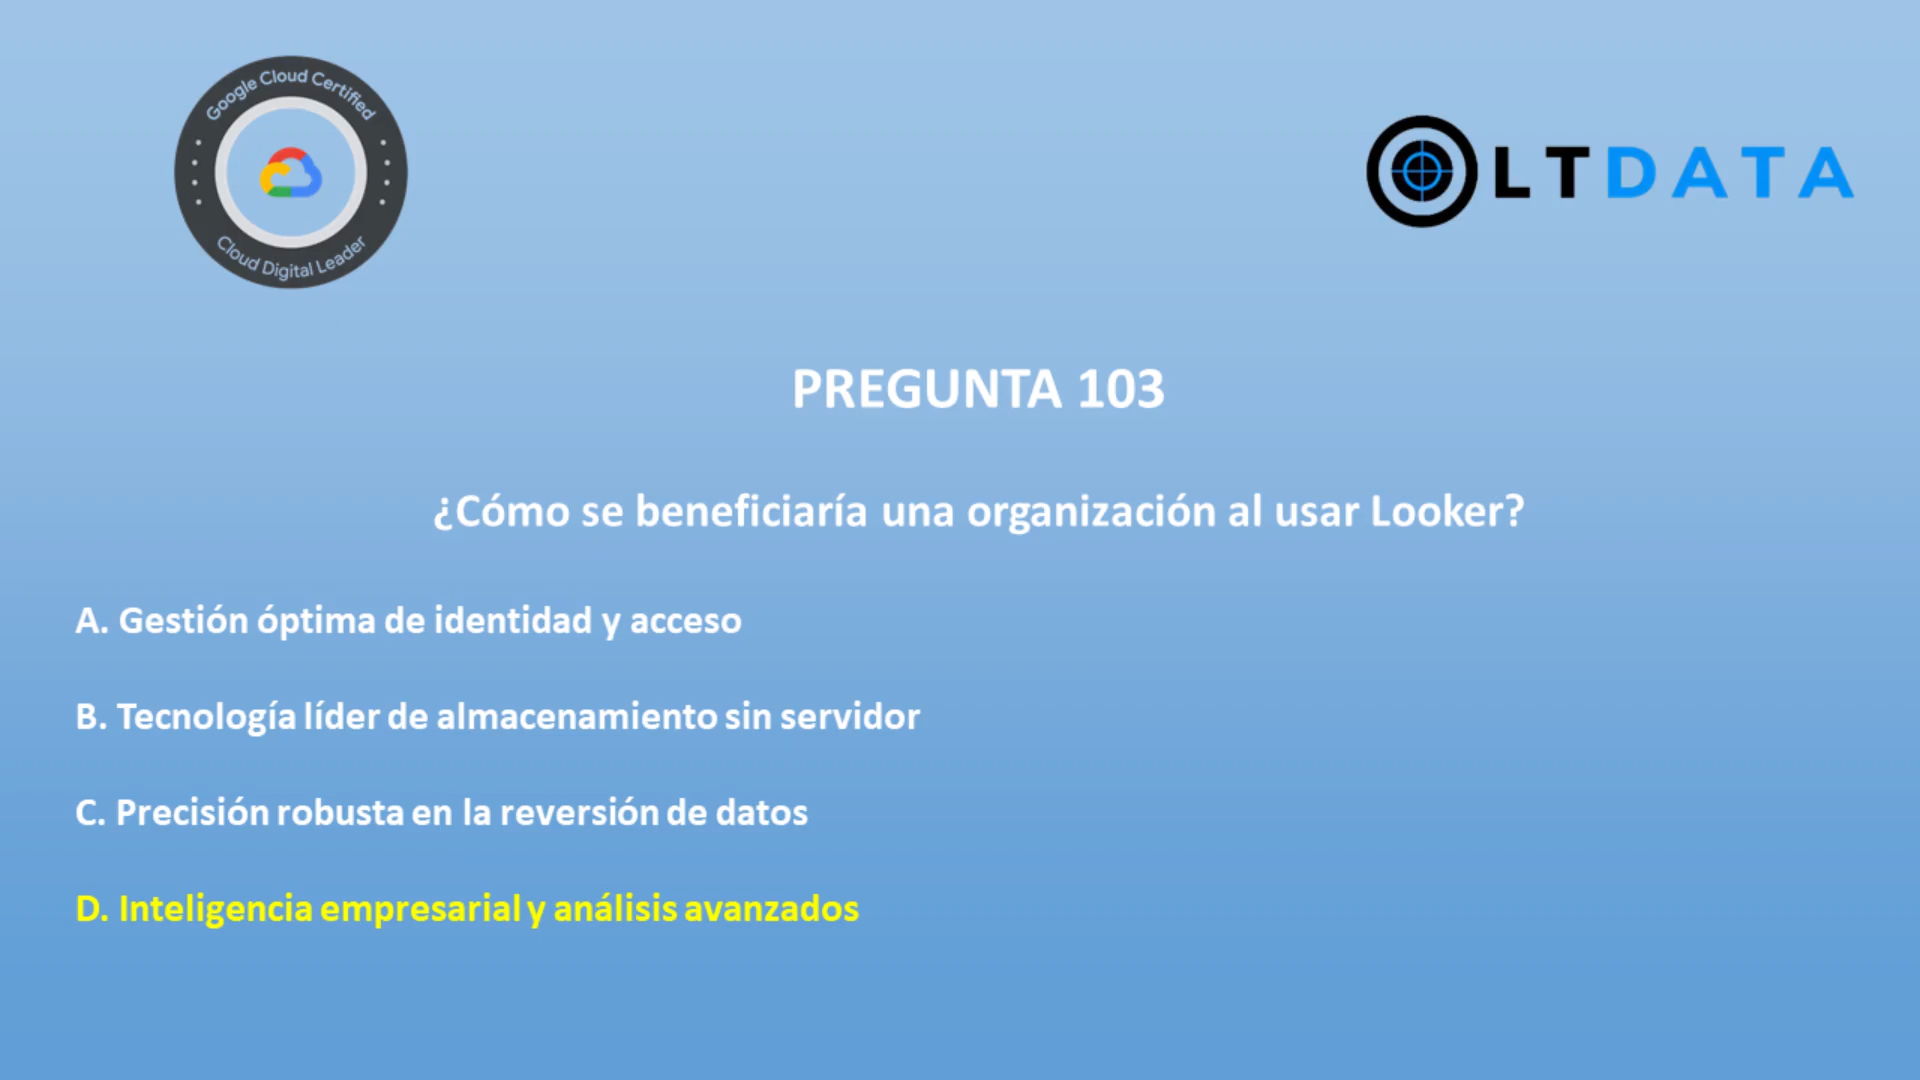 Google Cloud Certified
Cloud Digital Leader
LTDATA
PREGUNTA 103
¿Cómo se beneficiaría una organización al usar Looker?
A. Gestión óptima de identidad y acceso
B. Tecnología líder de almacenamiento sin servidor
C. Precisión robusta en la reversión de datos
D. Inteligencia empresarial y análisis avanzados